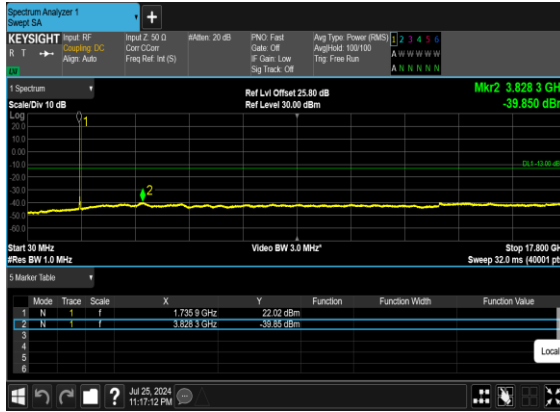 Spectrum Analyzer 1
Swept SA
+
KEYSIGHT Input: RF Input Z: 50 Ω #Atten: 20 dB PNO: Fast Avg Type: Power (RMS) 1 2 3 4 5 6
R T Coupling: DC Corr CCorr Gate: Off Avg|Hold: 100/100 A W W W W W
Align: Auto Freq Ref: Int (S) IF Gain: Low Trig: Free Run
LU Sig Track: Off A N N N N N
1 Spectrum Ref Lvl Offset 25.80 dB Mkr2 3.828 3 GH
Scale/Div 10 dB Ref Level 30.00 dBm -39.850 dBr
Log
1
20.0
10.0
0.00
-10.0 DL1 -13.00 dB
-20.0
-30.0 2
-40.0
-50.0
-60.0
Start 30 MHz Video BW 3.0 MHz* Stop 17.800 GH
#Res BW 1.0 MHz Sweep 32.0 ms (40001 pt
5 Marker Table
Mode Trace Scale X Y Function Function Width Function Value
1 N 1 f 1.735 9 GHz 22.02 dBm
2 N 1 f 3.828 3 GHz -39.85 dBm
3
4
5
6
Local
? Jul 25, 2024
11:17:12 PM